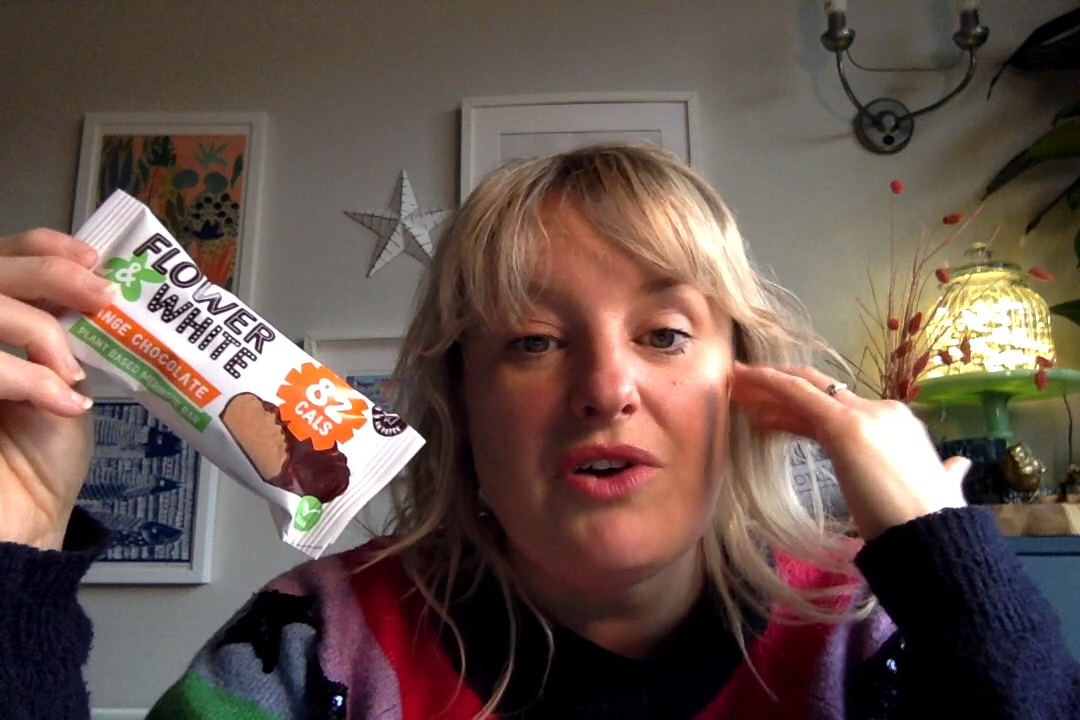 FLOWER
& WHITE
NGE CHOCOLATE
PLANT BASED MERINGUE BAR
82
CALS